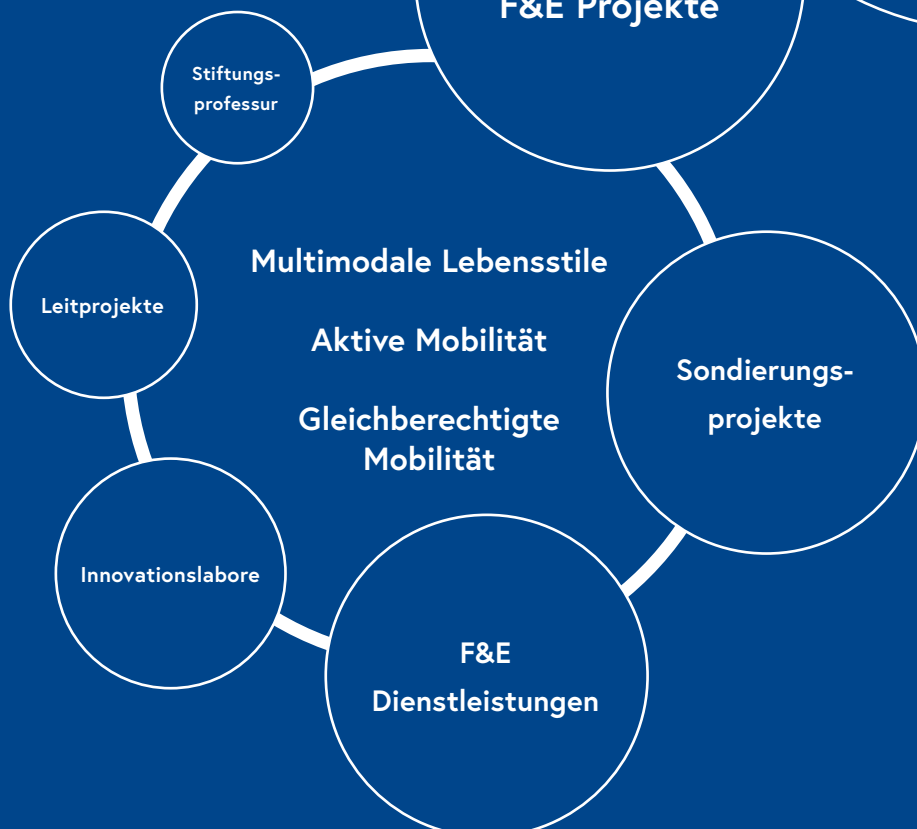 F&E Projekte
Stiftungs-
professur
Multimodale Lebensstile
Leitprojekte
Aktive Mobilität
Sondierungs-
projekte
Gleichberechtigte
Mobilität
Innovationslabore
F&E
Dienstleistungen